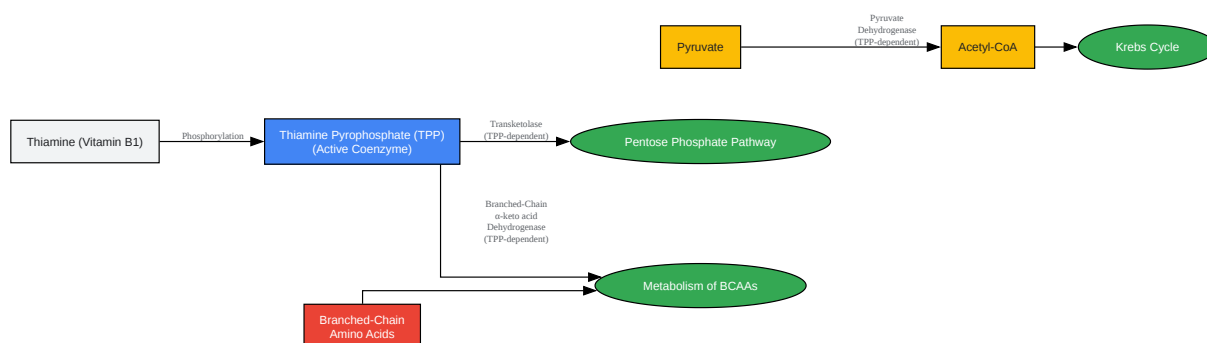 Pyruvate
Dehydrogenase
(TPP-dependent)
Pyruvate
Acetyl-CoA
Krebs Cycle
Thiamine (Vitamin B1)
Phosphorylation
Thiamine Pyrophosphate (TPP)
(Active Coenzyme)
Transketolase
(TPP-dependent)
Pentose Phosphate Pathway
Branched-Chain
α-keto acid
Dehydrogenase
(TPP-dependent)
Metabolism of BCAAs
Branched-Chain
Amino Acids